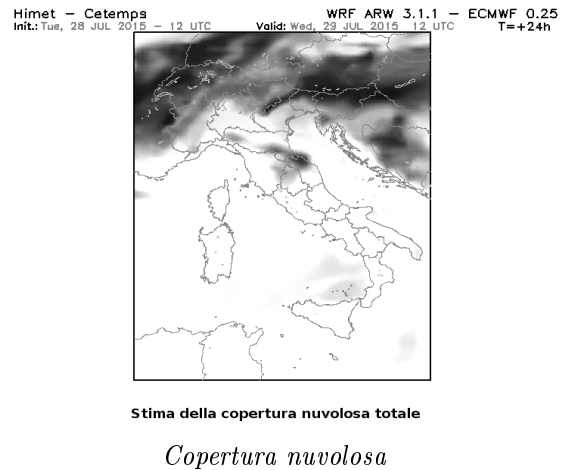 Himet – Cetemps WRF ARW 3.1.1 – ECMWF 0.25
Init.: Tue, 28 JUL 2015 – 12 UTC Valid: Wed, 29 JUL 2015 12 UTC T=+24h
Stima della copertura nuvolosa totale
Copertura nuvolosa